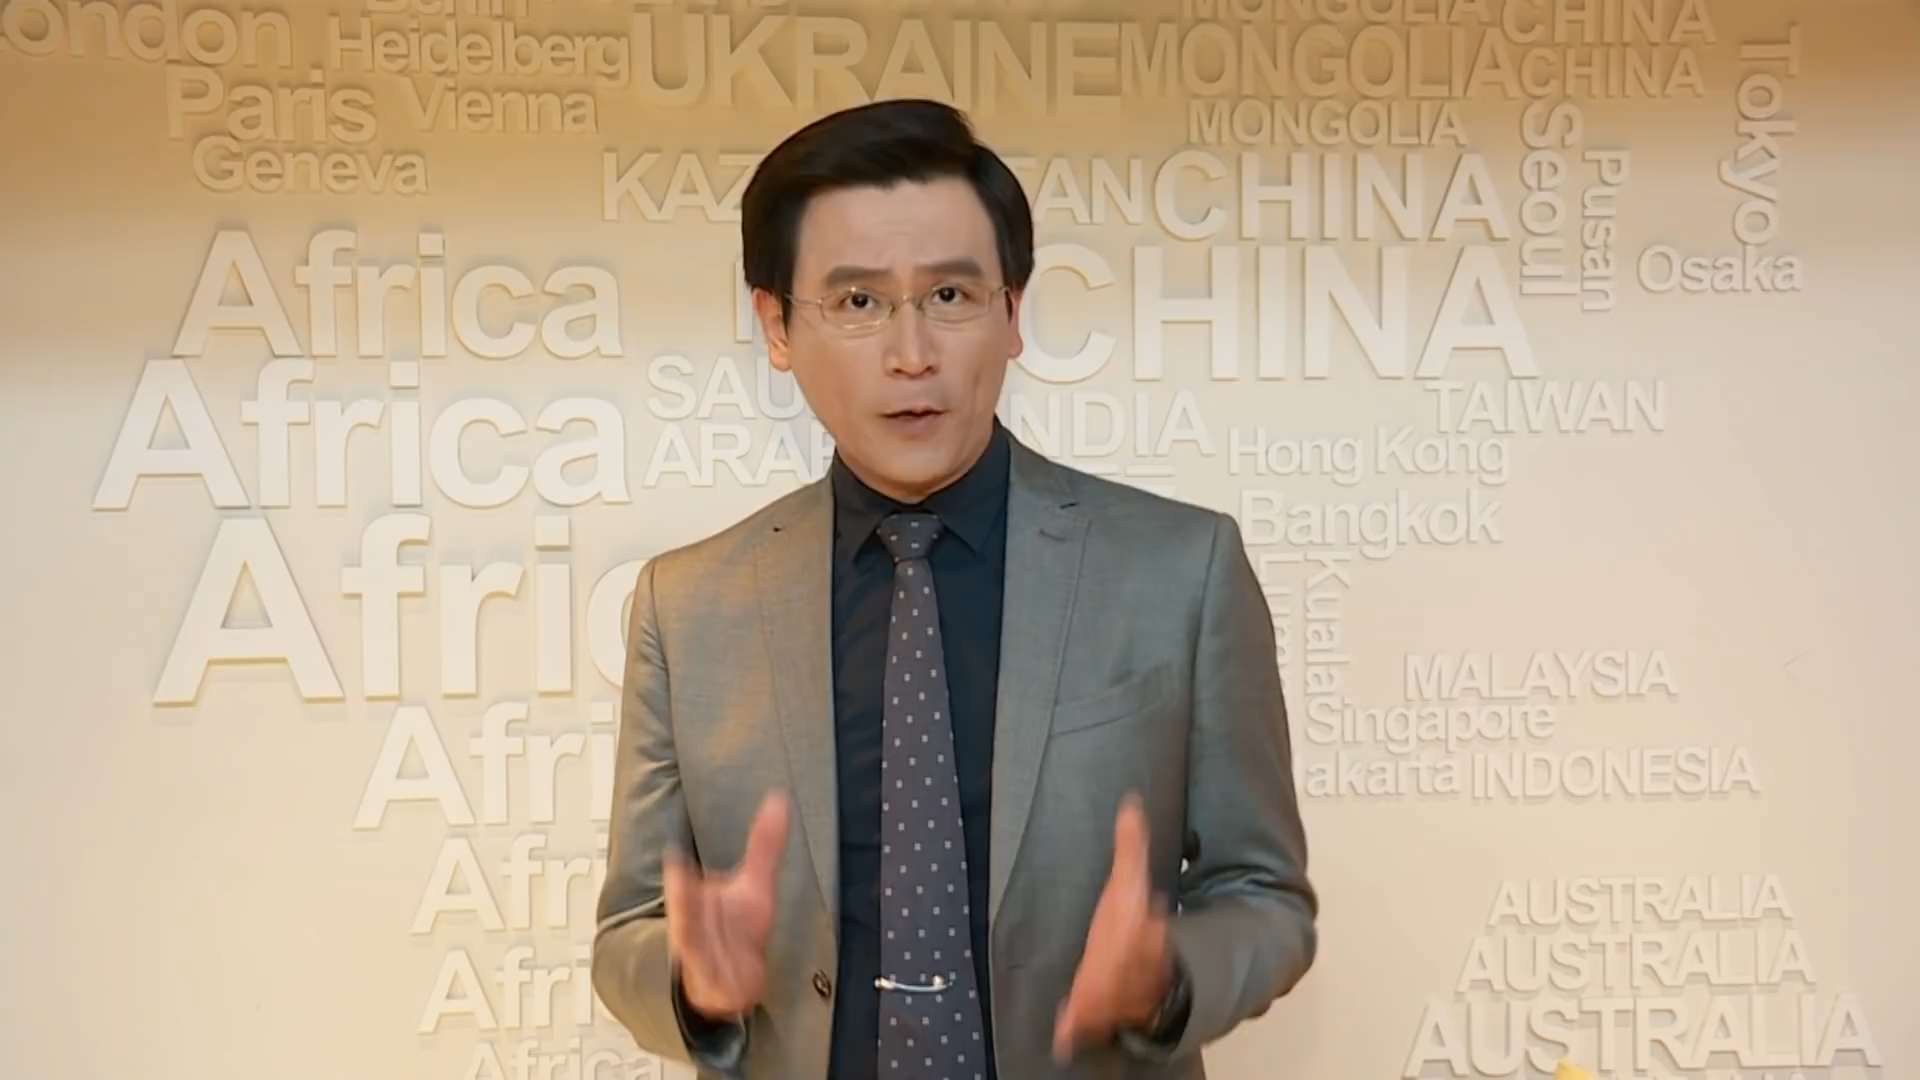 London
Heidelberg
UKRAINE
MONGOLIA
MONGOLIA
CHINA
CHINA
Paris
Vienna
MONGOLIA
Tokyo
Geneva
CHINA
Seoul
Pusan
Africa
CHINA
Osaka
Africa
SAU
INDIA
TAIWAN
ARAB
Hong Kong
Africa
Bangkok
Kuala
MALAYSIA
Singapore
Afri
akarta
INDONESIA
Afri
AUSTRALIA
Afri
AUSTRALIA
AUSTRALIA
Africa